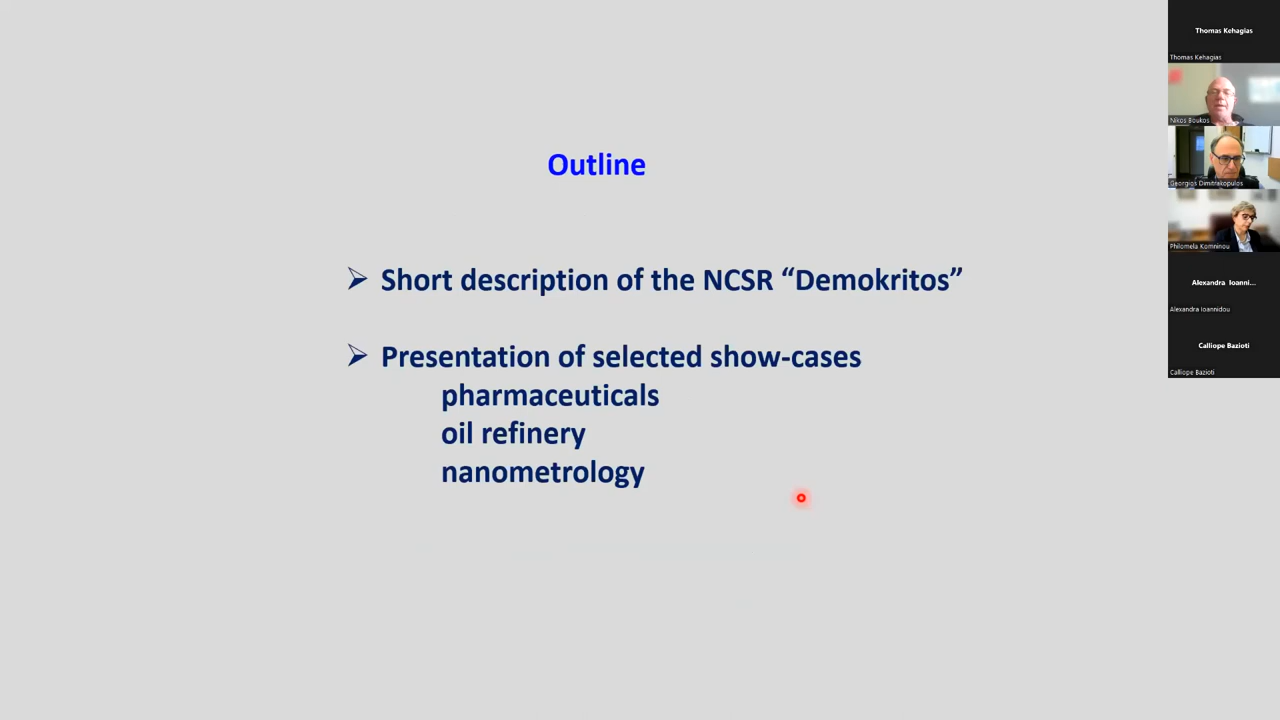 Outline
➢ Short description of the NCSR “Demokritos”
➢ Presentation of selected show-cases
pharmaceuticals
oil refinery
nanometrology
Thomas Kehagias
Thomas Kehagias
Nikos Boukos
Georgios Dimitrakopulos
Philomela Komninou
Alexandra Ioanni...
Alexandra Ioannidou
Calliope Bazioti
Calliope Bazioti